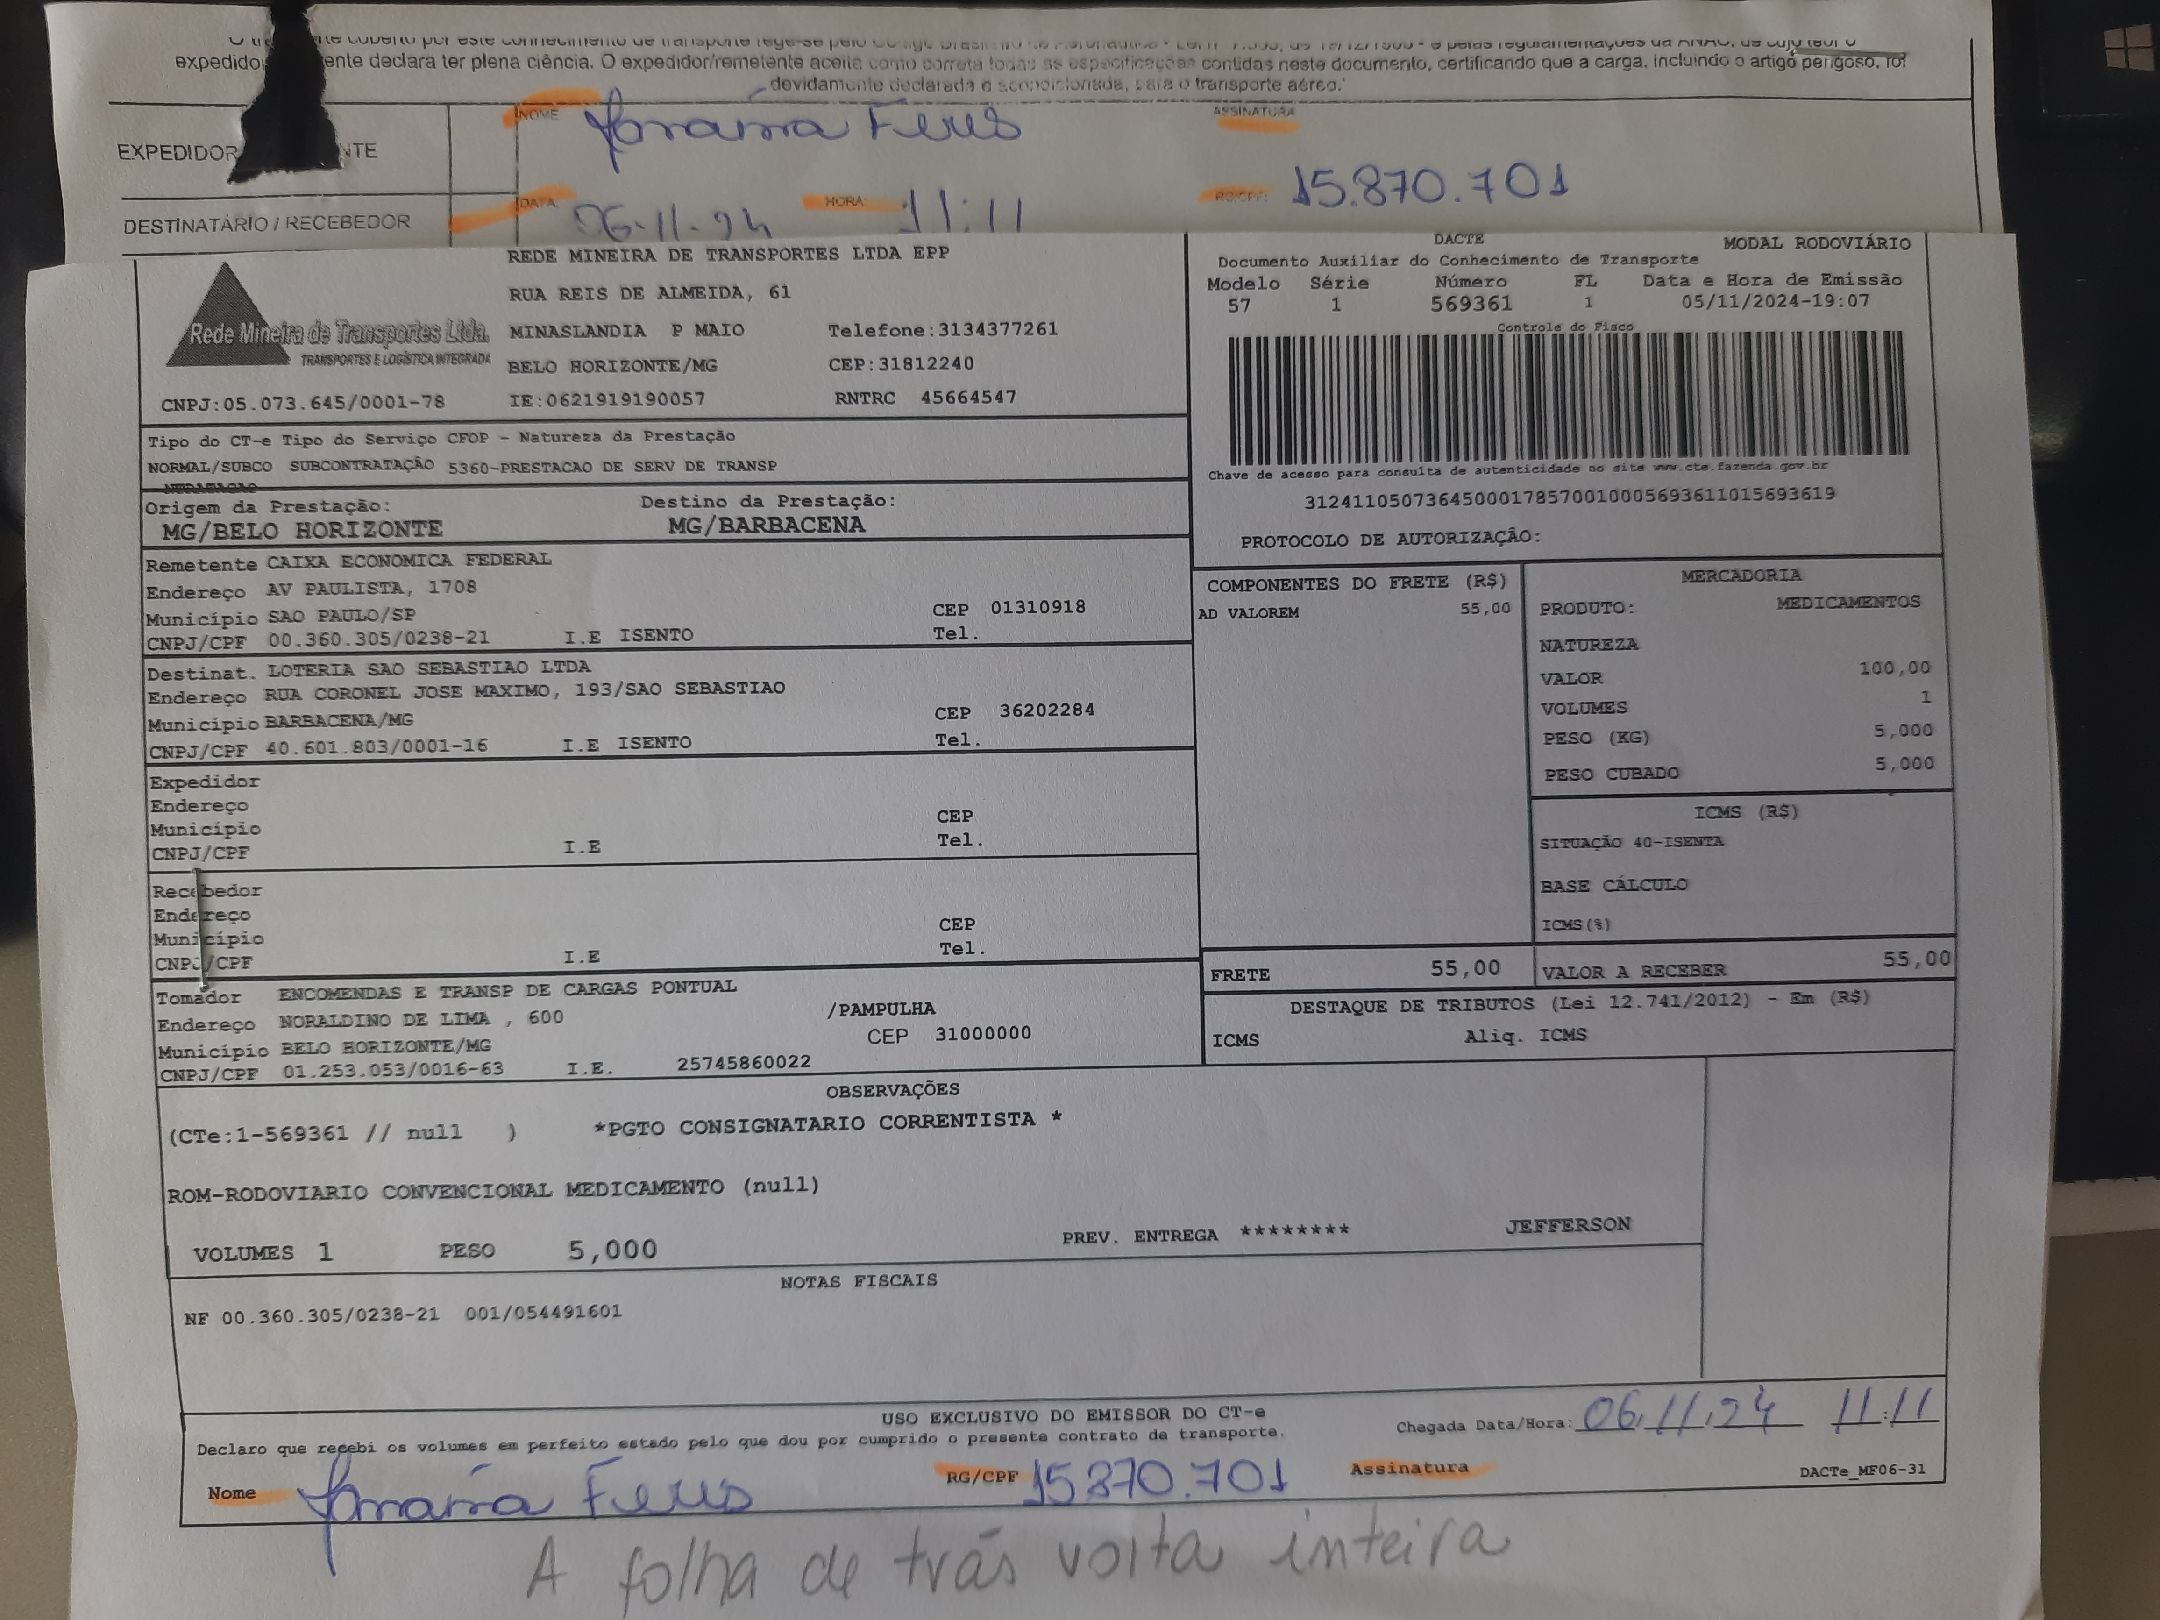 expedido ente declara ter plena ciência. O expedidor/remetente aceita como correta todas as especificações contidas neste documento, certificando que a carga, incluindo o artigo perigoso, foi
devidamente declarada e acondicionada, para o transporte aéreo.'
NOME
ASSINATURA
EXPEDIDOR NTE
DATA: 06-11-24 HORA: 11:11 RG/CPF: 15.870.701
DESTINATÁRIO / RECEBEDOR
REDE MINEIRA DE TRANSPORTES LTDA EPP
RUA REIS DE ALMEIDA, 61
MINASLANDIA P MAIO Telefone:3134377261
BELO HORIZONTE/MG CEP:31812240
IE:0621919190057 RNTRC 45664547
Rede Mineira de Transportes Ltda.
TRANSPORTES E LOGÍSTICA INTEGRADA
CNPJ:05.073.645/0001-78
DACTE MODAL RODOVIÁRIO
Documento Auxiliar do Conhecimento de Transporte
Modelo Série Número FL Data e Hora de Emissão
57 1 569361 1 05/11/2024-19:07
Controle do Fisco
Chave de acesso para consulta de autenticidade no site www.cte.fazenda.gov.br
31241105073645000178570010005693611015693619
PROTOCOLO DE AUTORIZAÇÃO:
Tipo do CT-e Tipo do Serviço CFOP - Natureza da Prestação
NORMAL/SUBCO SUBCONTRATAÇÃO 5360-PRESTACAO DE SERV DE TRANSP
Origem da Prestação: Destino da Prestação:
MG/BELO HORIZONTE MG/BARBACENA
Remetente CAIXA ECONOMICA FEDERAL
Endereço AV PAULISTA, 1708
Município SAO PAULO/SP CEP 01310918
CNPJ/CPF 00.360.305/0238-21 I.E ISENTO Tel.
Destinat. LOTERIA SAO SEBASTIAO LTDA
Endereço RUA CORONEL JOSE MAXIMO, 193/SAO SEBASTIAO
Município BARBACENA/MG CEP 36202284
CNPJ/CPF 40.601.803/0001-16 I.E ISENTO Tel.
Expedidor
Endereço
Município CEP
CNPJ/CPF I.E Tel.
Recebedor
Endereço
Município CEP
CNPJ/CPF I.E Tel.
Tomador ENCOMENDAS E TRANSP DE CARGAS PONTUAL
Endereço NORALDINO DE LIMA , 600 /PAMPULHA
Município BELO HORIZONTE/MG CEP 31000000
CNPJ/CPF 01.253.053/0016-63 I.E. 25745860022
COMPONENTES DO FRETE (R$)
AD VALOREM 55,00
MERCADORIA
PRODUTO: MEDICAMENTOS
NATUREZA
VALOR 100,00
VOLUMES 1
PESO (KG) 5,000
PESO CUBADO 5,000
ICMS (R$)
SITUAÇÃO 40-ISENTA
BASE CÁLCULO
ICMS(%)
FRETE 55,00 VALOR A RECEBER 55,00
DESTAQUE DE TRIBUTOS (Lei 12.741/2012) - Em (R$)
ICMS Aliq. ICMS
OBSERVAÇÕES
(CTe:1-569361 // null ) *PGTO CONSIGNATARIO CORRENTISTA *
ROM-RODOVIARIO CONVENCIONAL MEDICAMENTO (null)
VOLUMES 1 PESO 5,000 PREV. ENTREGA ******** JEFFERSON
NOTAS FISCAIS
NF 00.360.305/0238-21 001/054491601
USO EXCLUSIVO DO EMISSOR DO CT-e
Declaro que recebi os volumes em perfeito estado pelo que dou por cumprido o presente contrato de transporte.
Chegada Data/Hora: 06/11/24 11:11
Nome
RG/CPF 15870.701 Assinatura DACTe_MF06-31
A folha de trás volta inteira